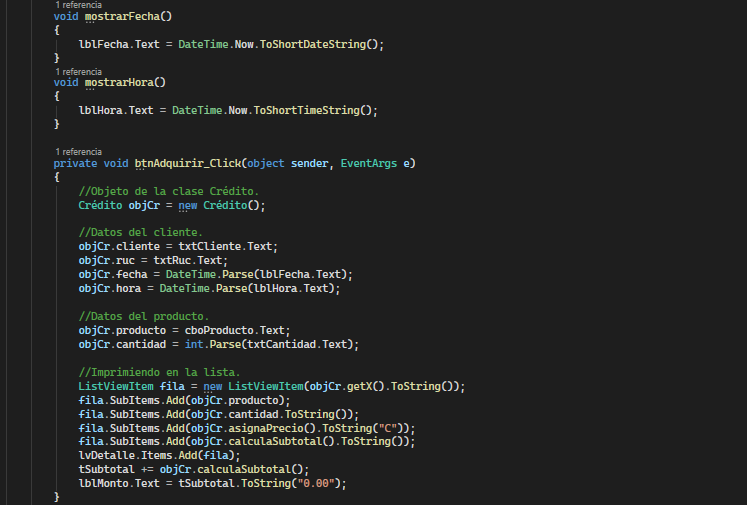 1 referencia
void mostrarFecha()
{
lblFecha.Text = DateTime.Now.ToShortDateString();
}
1 referencia
void mostrarHora()
{
lblHora.Text = DateTime.Now.ToShortTimeString();
}
1 referencia
private void btnAdquirir_Click(object sender, EventArgs e)
{
//Objeto de la clase Crédito.
Crédito objCr = new Crédito();
//Datos del cliente.
objCr.cliente = txtCliente.Text;
objCr.ruc = txtRuc.Text;
objCr.fecha = DateTime.Parse(lblFecha.Text);
objCr.hora = DateTime.Parse(lblHora.Text);
//Datos del producto.
objCr.producto = cboProducto.Text;
objCr.cantidad = int.Parse(txtCantidad.Text);
//Imprimiendo en la lista.
ListViewItem fila = new ListViewItem(objCr.getX().ToString());
fila.SubItems.Add(objCr.producto);
fila.SubItems.Add(objCr.cantidad.ToString());
fila.SubItems.Add(objCr.asignaPrecio().ToString("C"));
fila.SubItems.Add(objCr.calculaSubtotal().ToString());
lvDetalle.Items.Add(fila);
tSubtotal += objCr.calculaSubtotal();
lblMonto.Text = tSubtotal.ToString("0.00");
}